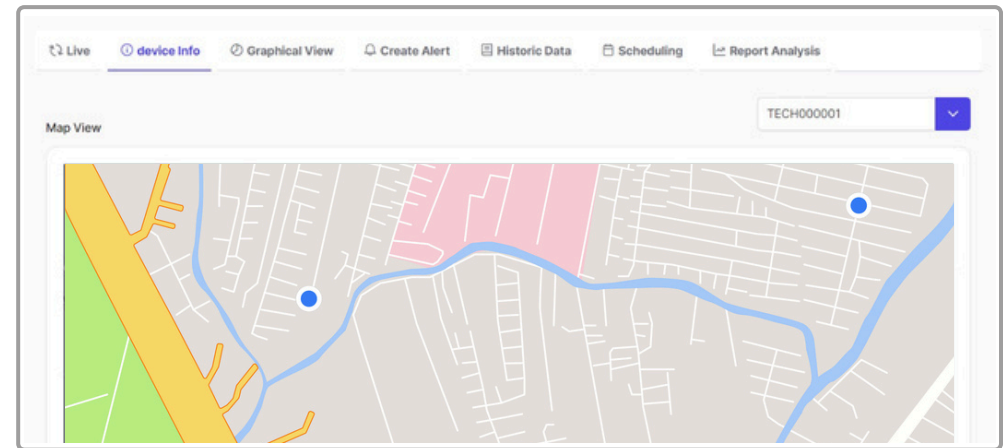 Live device Info Graphical View Create Alert Historic Data Scheduling Report Analysis
TECH000001
Map View